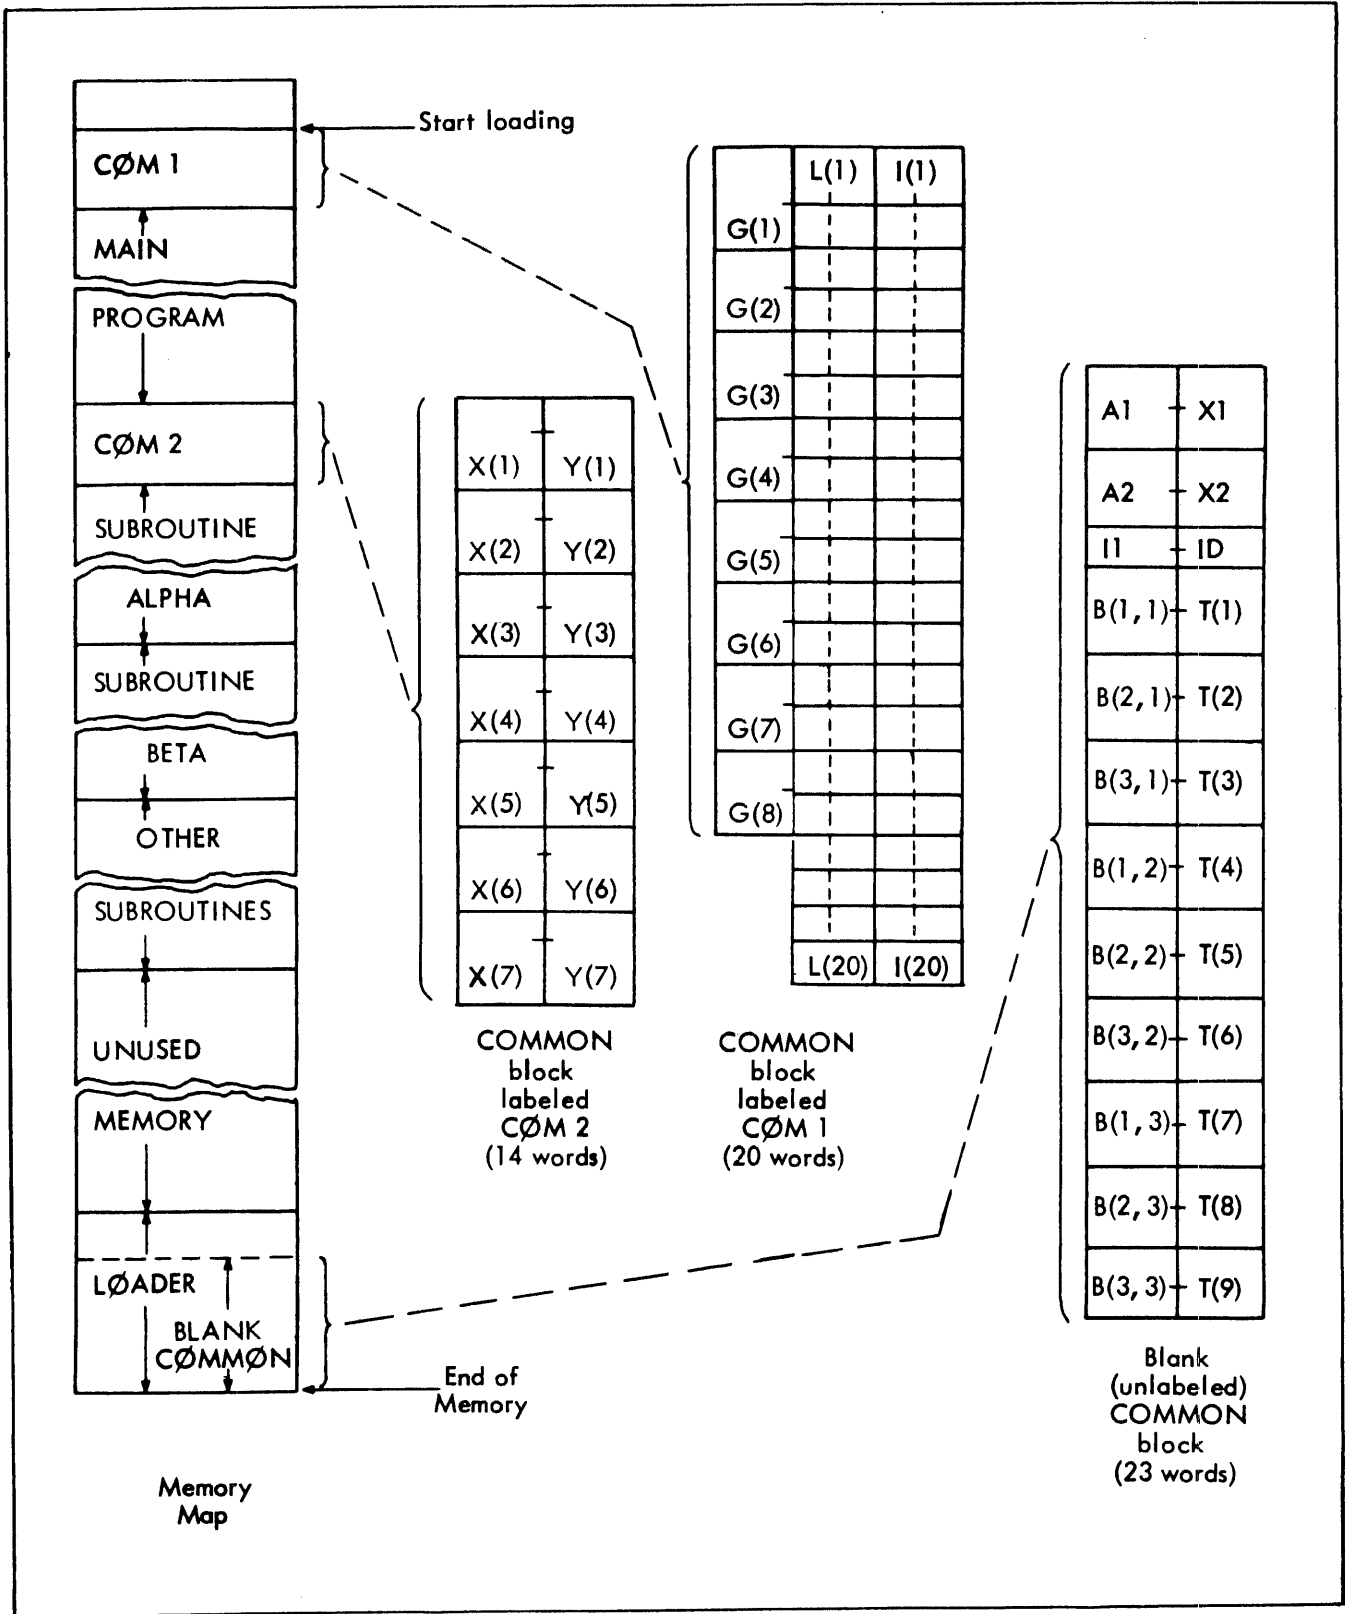 Start loading
CØM 1
MAIN
PROGRAM
CØM 2
SUBROUTINE
ALPHA
SUBROUTINE
BETA
OTHER
SUBROUTINES
UNUSED
MEMORY
LØADER
BLANK
CØMMØN
End of
Memory
Memory
Map
X(1) Y(1)
X(2) Y(2)
X(3) Y(3)
X(4) Y(4)
X(5) Y(5)
X(6) Y(6)
X(7) Y(7)
COMMON
block
labeled
CØM 2
(14 words)
L(1) I(1)
G(1)
G(2)
G(3)
G(4)
G(5)
G(6)
G(7)
G(8)
L(20) I(20)
COMMON
block
labeled
CØM 1
(20 words)
A1 X1
A2 X2
I1 ID
B(1,1) T(1)
B(2,1) T(2)
B(3,1) T(3)
B(1,2) T(4)
B(2,2) T(5)
B(3,2) T(6)
B(1,3) T(7)
B(2,3) T(8)
B(3,3) T(9)
Blank
(unlabeled)
COMMON
block
(23 words)